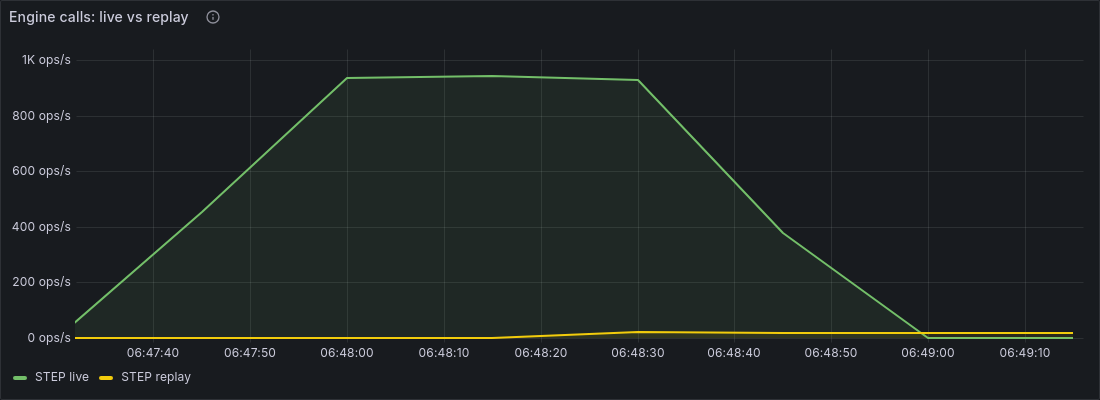 Engine calls: live vs replay
1K ops/s
800 ops/s
600 ops/s
400 ops/s
200 ops/s
0 ops/s
06:47:40 06:47:50 06:48:00 06:48:10 06:48:20 06:48:30 06:48:40 06:48:50 06:49:00 06:49:10
STEP live STEP replay